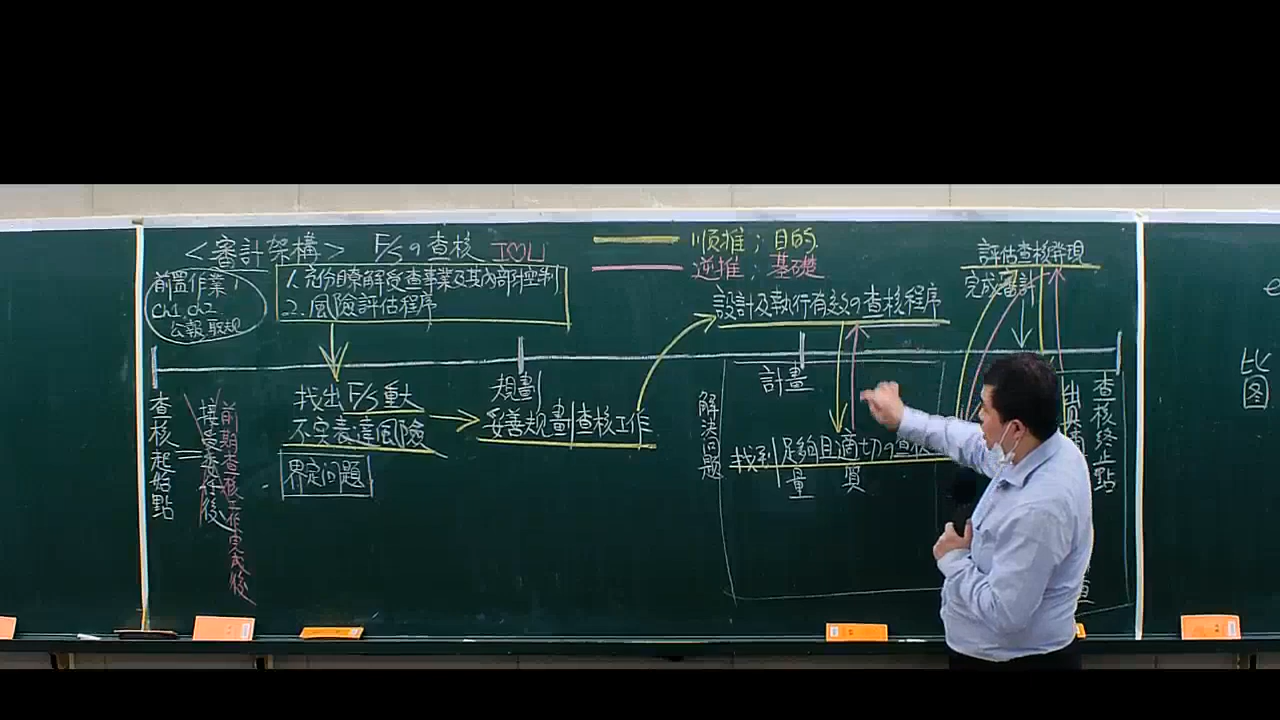 <審計架構> F/S の查核
順推；目的
逆推；基礎
前置作業
ch1, ch2
公報 取規
1. 充份瞭解受查事業及其內部控制
2. 風險評估程序
設計及執行有效の查核程序
評估查核發現
完成審計
查核起始點
=
接受委任後
前期查核工作完成後
找出 F/S 重大
不實表達風險
界定問題
規劃
妥善規劃查核工作
解決問題
計畫
找到足夠且適切の查核
量
質
查核終止點
比
图